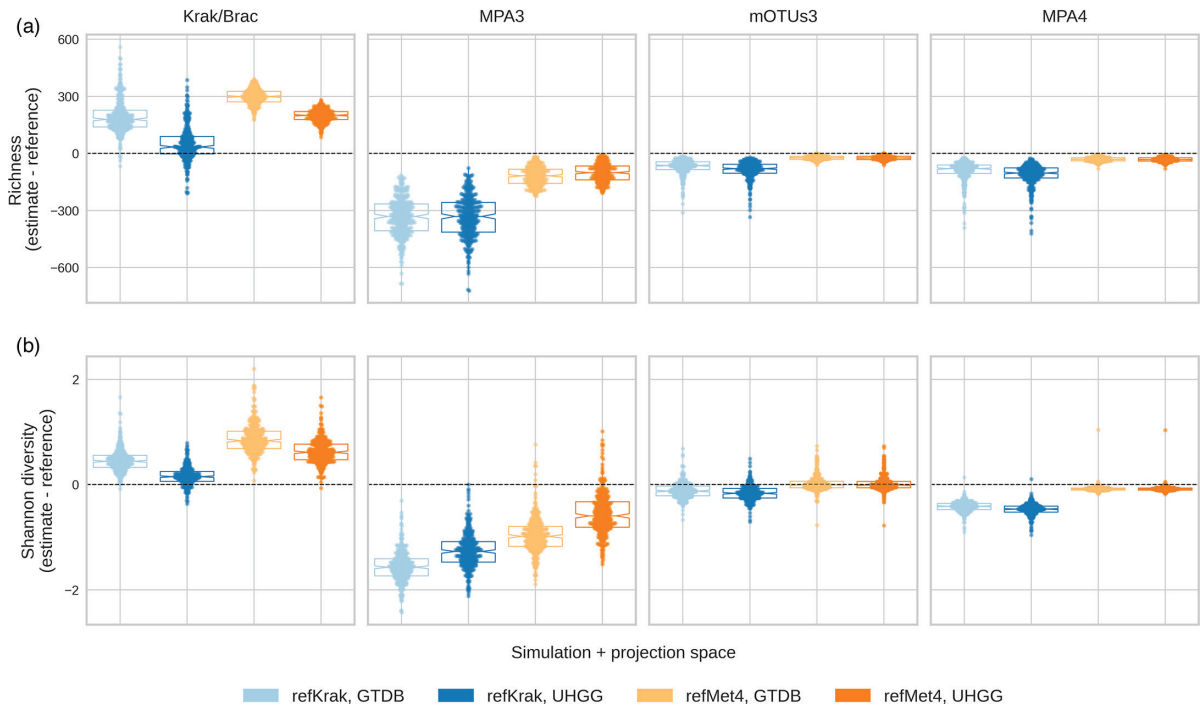 (a)
Krak/Brac MPA3 mOTUs3 MPA4
Richness
(estimate - reference)
600
300
0
−300
−600
(b)
Shannon diversity
(estimate - reference)
2
0
−2
Simulation + projection space
refKrak, GTDB refKrak, UHGG refMet4, GTDB refMet4, UHGG